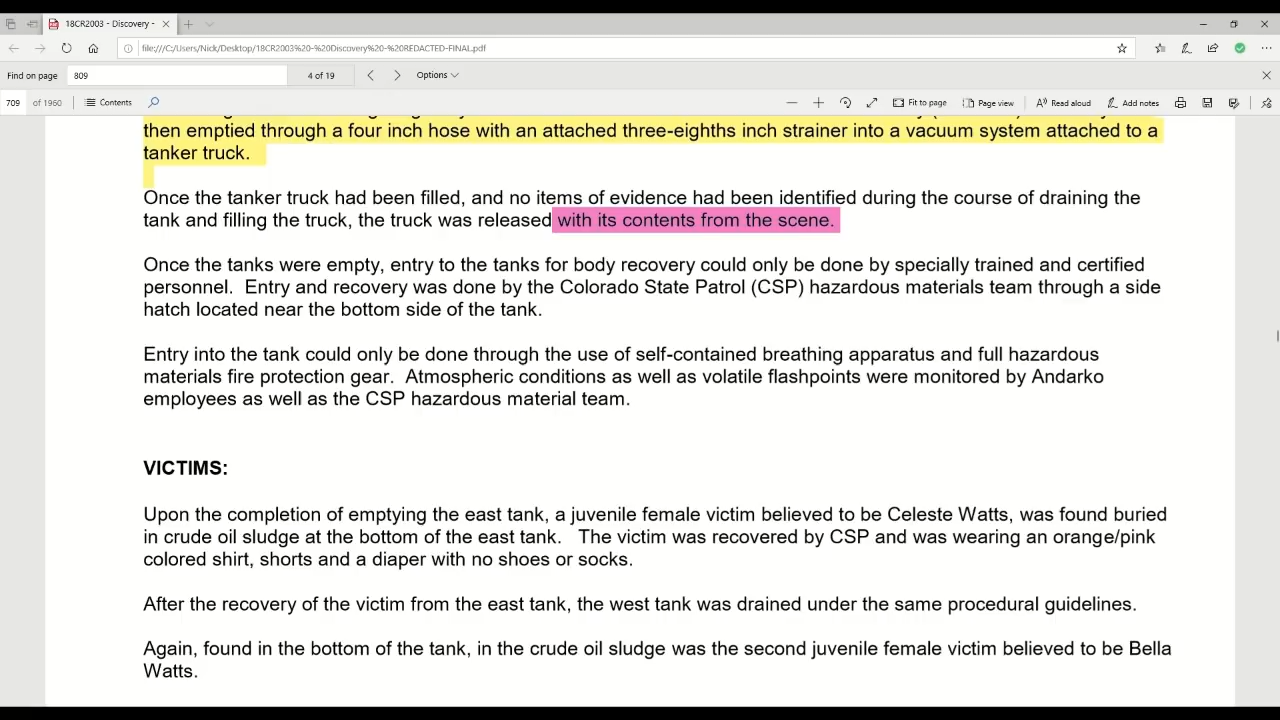 18CR2003 - Discovery -
file:///C:/Users/Nick/Desktop/18CR2003%20-%20Discovery%20-%20REDACTED-FINAL.pdf
Find on page 809 4 of 19 Options
709 of 1960 Contents Fit to page Page view Read aloud Add notes
then emptied through a four inch hose with an attached three-eighths inch strainer into a vacuum system attached to a
tanker truck.
Once the tanker truck had been filled, and no items of evidence had been identified during the course of draining the
tank and filling the truck, the truck was released with its contents from the scene.
Once the tanks were empty, entry to the tanks for body recovery could only be done by specially trained and certified
personnel. Entry and recovery was done by the Colorado State Patrol (CSP) hazardous materials team through a side
hatch located near the bottom side of the tank.
Entry into the tank could only be done through the use of self-contained breathing apparatus and full hazardous
materials fire protection gear. Atmospheric conditions as well as volatile flashpoints were monitored by Andarko
employees as well as the CSP hazardous material team.
VICTIMS:
Upon the completion of emptying the east tank, a juvenile female victim believed to be Celeste Watts, was found buried
in crude oil sludge at the bottom of the east tank. The victim was recovered by CSP and was wearing an orange/pink
colored shirt, shorts and a diaper with no shoes or socks.
After the recovery of the victim from the east tank, the west tank was drained under the same procedural guidelines.
Again, found in the bottom of the tank, in the crude oil sludge was the second juvenile female victim believed to be Bella
Watts.